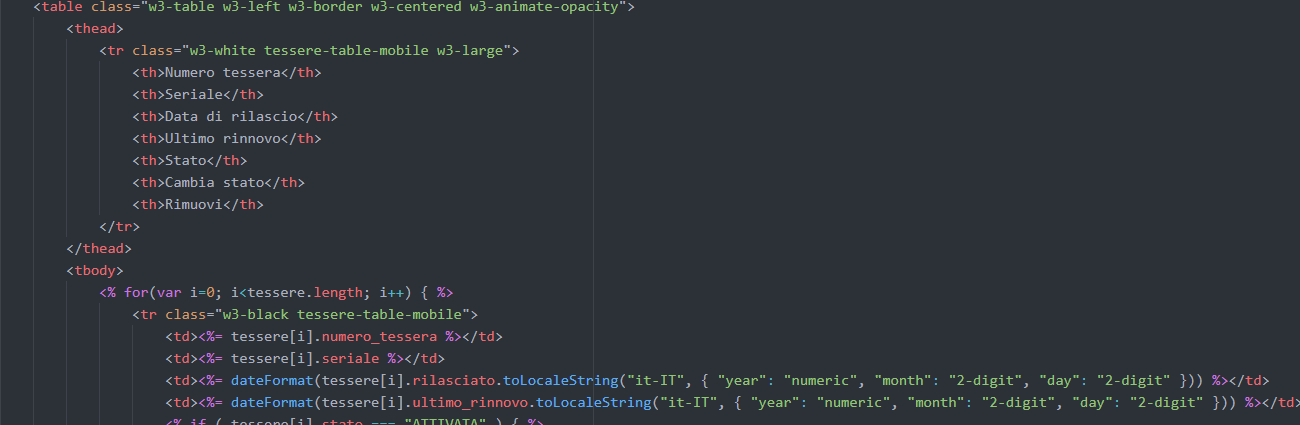 <table class="w3-table w3-left w3-border w3-centered w3-animate-opacity">
<thead>
<tr class="w3-white tessere-table-mobile w3-large">
<th>Numero tessera</th>
<th>Seriale</th>
<th>Data di rilascio</th>
<th>Ultimo rinnovo</th>
<th>Stato</th>
<th>Cambia stato</th>
<th>Rimuovi</th>
</tr>
</thead>
<tbody>
<% for(var i=0; i<tessere.length; i++) { %>
<tr class="w3-black tessere-table-mobile">
<td><%= tessere[i].numero_tessera %></td>
<td><%= tessere[i].seriale %></td>
<td><%= dateFormat(tessere[i].rilasciato.toLocaleString("it-IT", { "year": "numeric", "month": "2-digit", "day": "2-digit" })) %></td>
<td><%= dateFormat(tessere[i].ultimo_rinnovo.toLocaleString("it-IT", { "year": "numeric", "month": "2-digit", "day": "2-digit" })) %></td>
<% if ( tessere[i].stato === "ATTIVATA" ) { %>